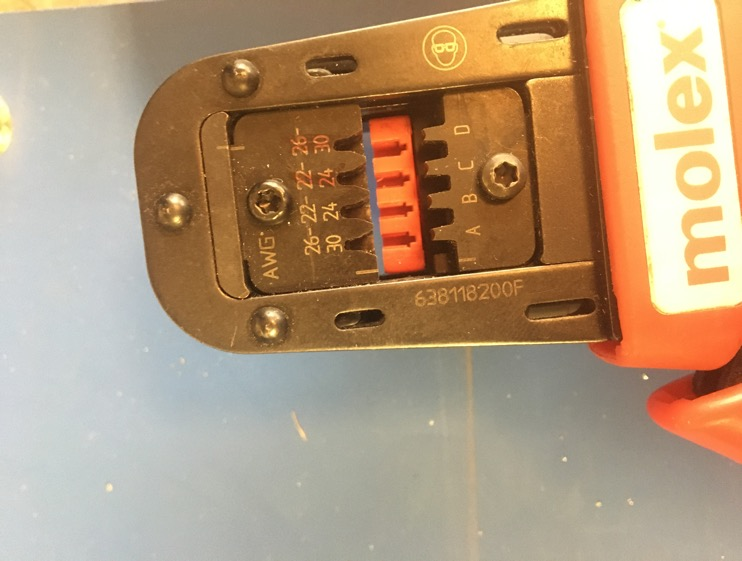 AWG
26- 22- 22- 26-
30 24 24 30
A B C D
638118200F
B
molex